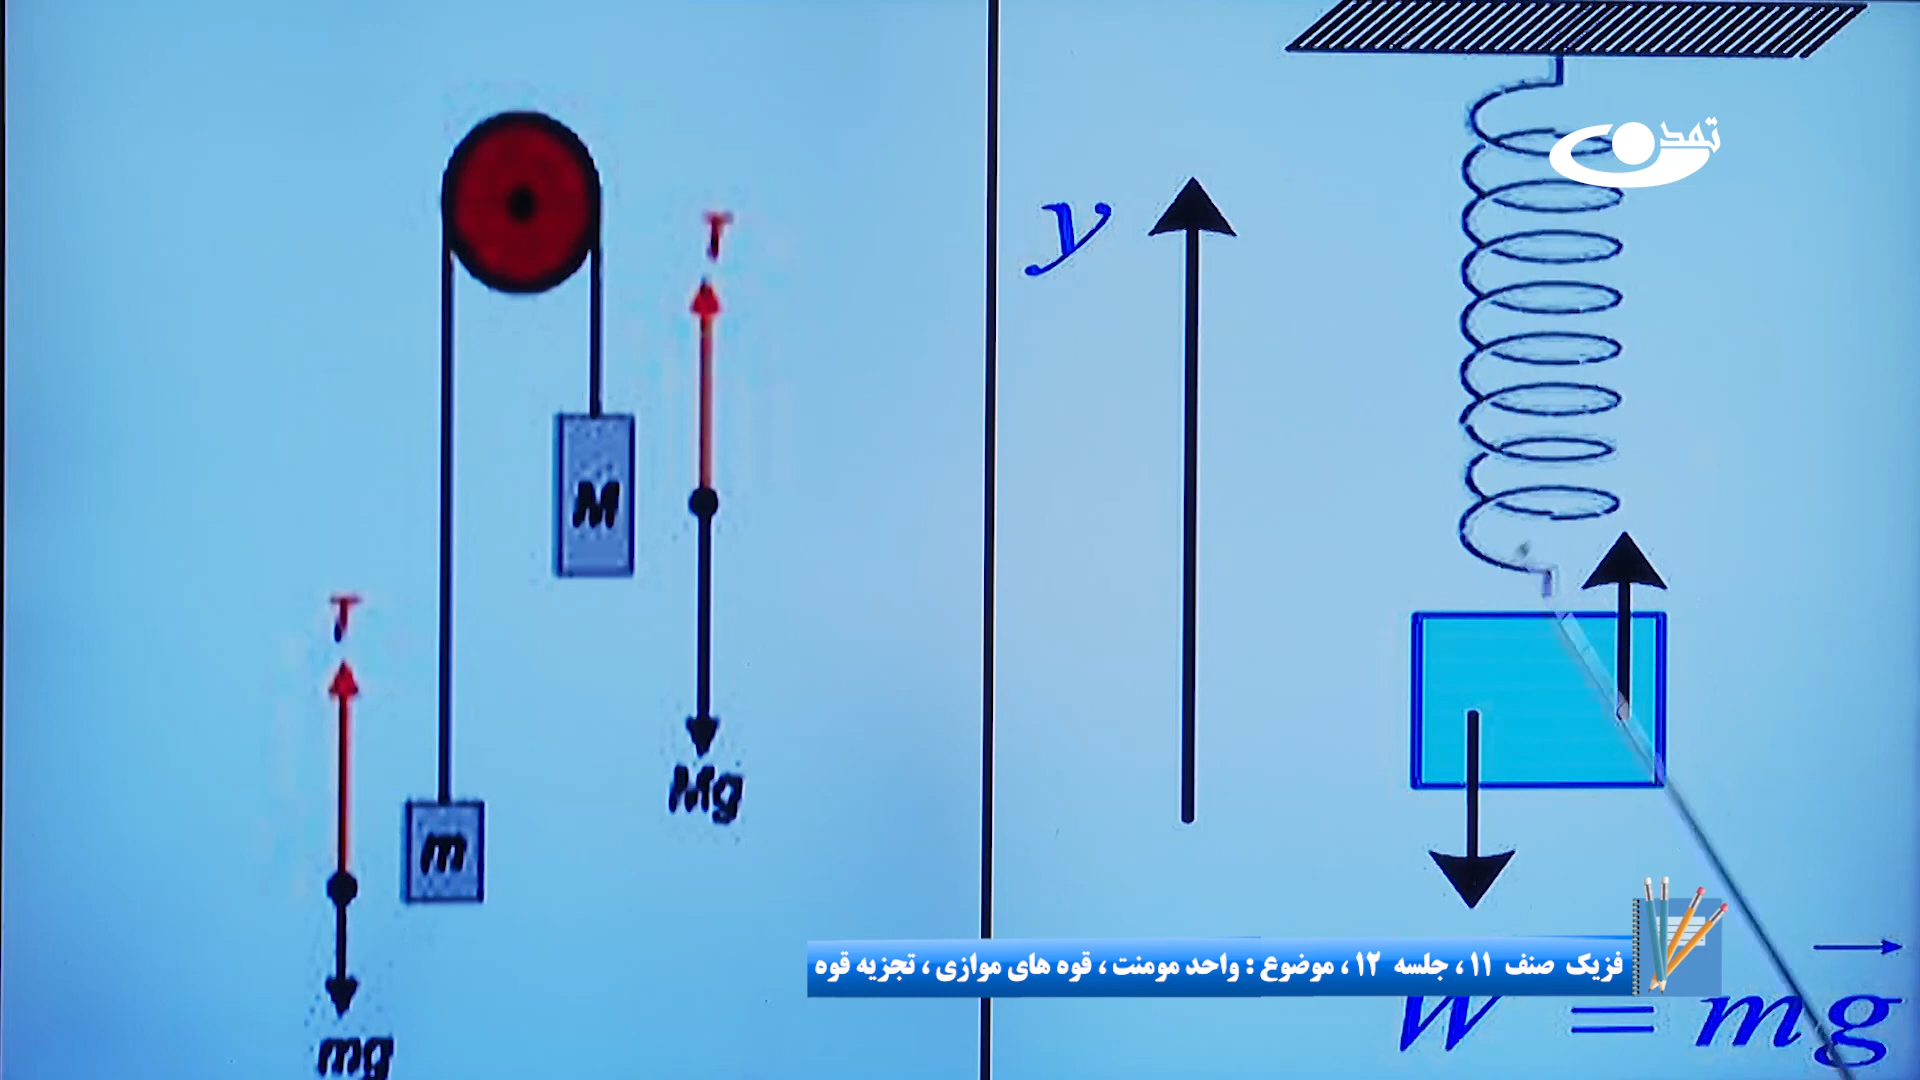 تمدن
y
T
T
M
Mg
m
mg
فزیک صنف ۱۱ ، جلسه ۱۲ ، موضوع : واحد مومنت ، قوه های موازی ، تجزیه قوه
W = mg